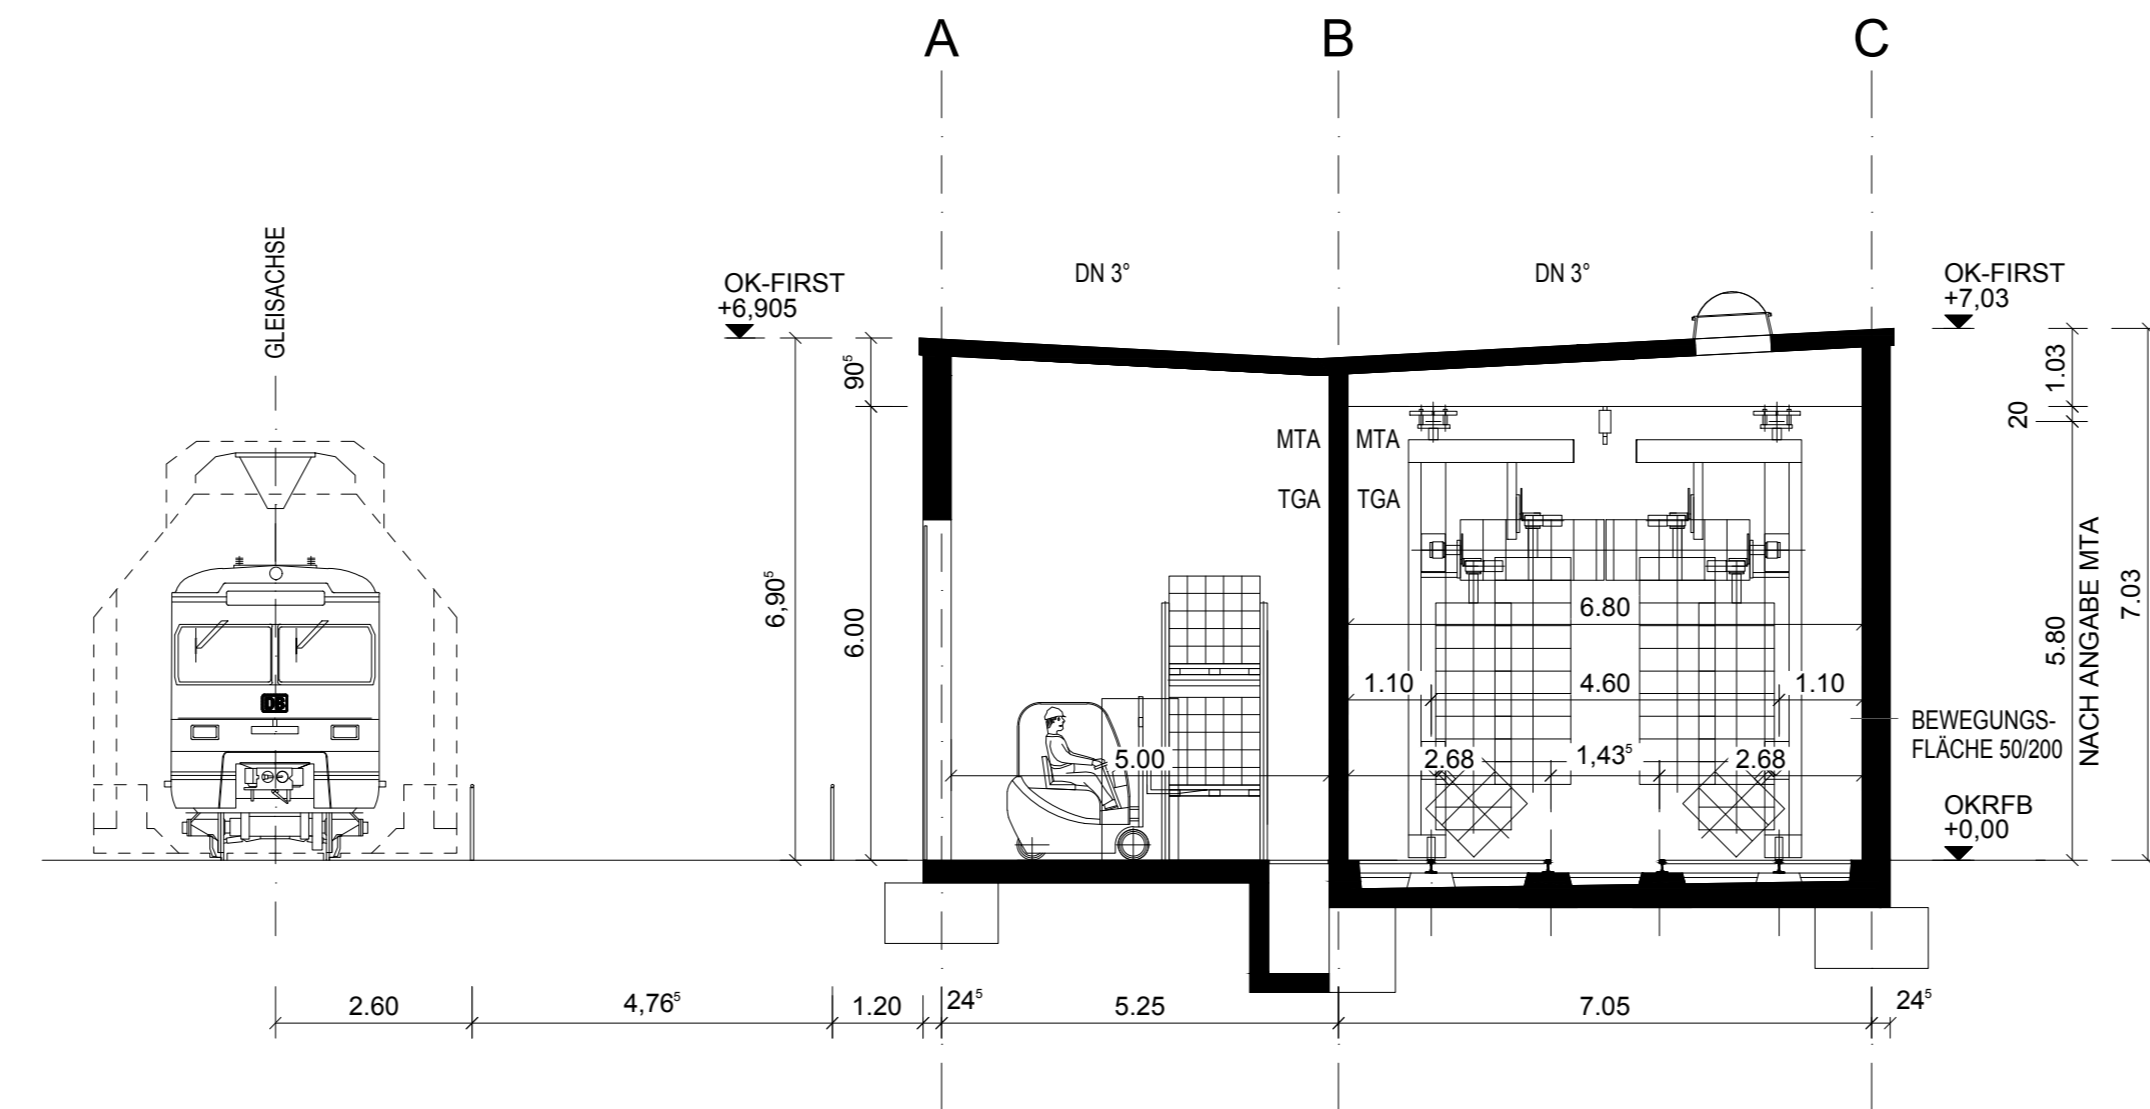 A
B
C
GLEISACHSE
OK-FIRST
+6,905
DN 3°
DN 3°
OK-FIRST
+7,03
90⁵
6,90⁵
6.00
MTA
MTA
TGA
TGA
1.03
20
5.80
NACH ANGABE MTA
7.03
6.80
1.10
4.60
1.10
5.00
2.68
1,43⁵
2.68
BEWEGUNGS-
FLÄCHE 50/200
OKRFB
+0,00
DB
2.60
4,76⁵
1.20
24⁵
5.25
7.05
24⁵